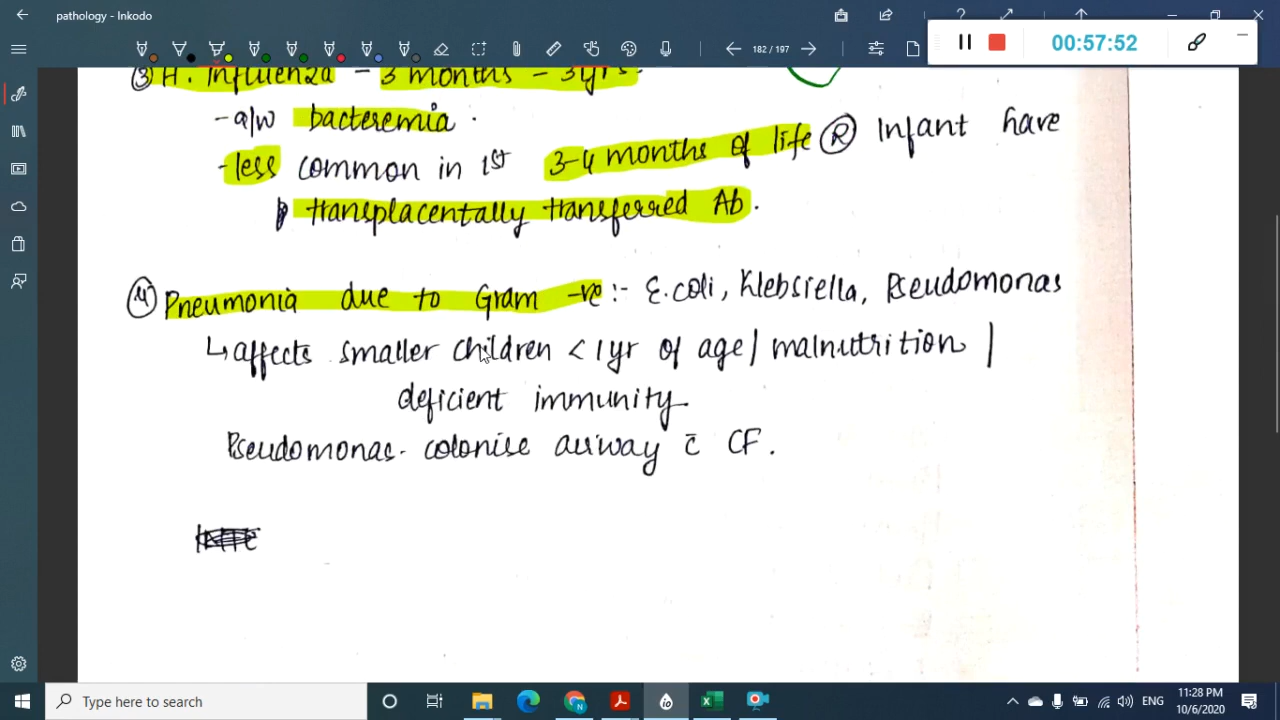 pathology - Inkodo
182 / 197
00:57:52
③ H. influenza - 3 months - 3yrs.
- a/w bacteremia.
- less common in 1st 3-4 months of life Ⓡ Infant have
transplacentally transferred Ab.
④ Pneumonia due to Gram -ve :- E.coli, Klebsiella, Pseudomonas
↳ affects smaller children < 1yr of age / malnutrition /
deficient immunity
Pseudomonas - colonise airway c̄ CF.
Type here to search
ENG
11:28 PM
10/6/2020